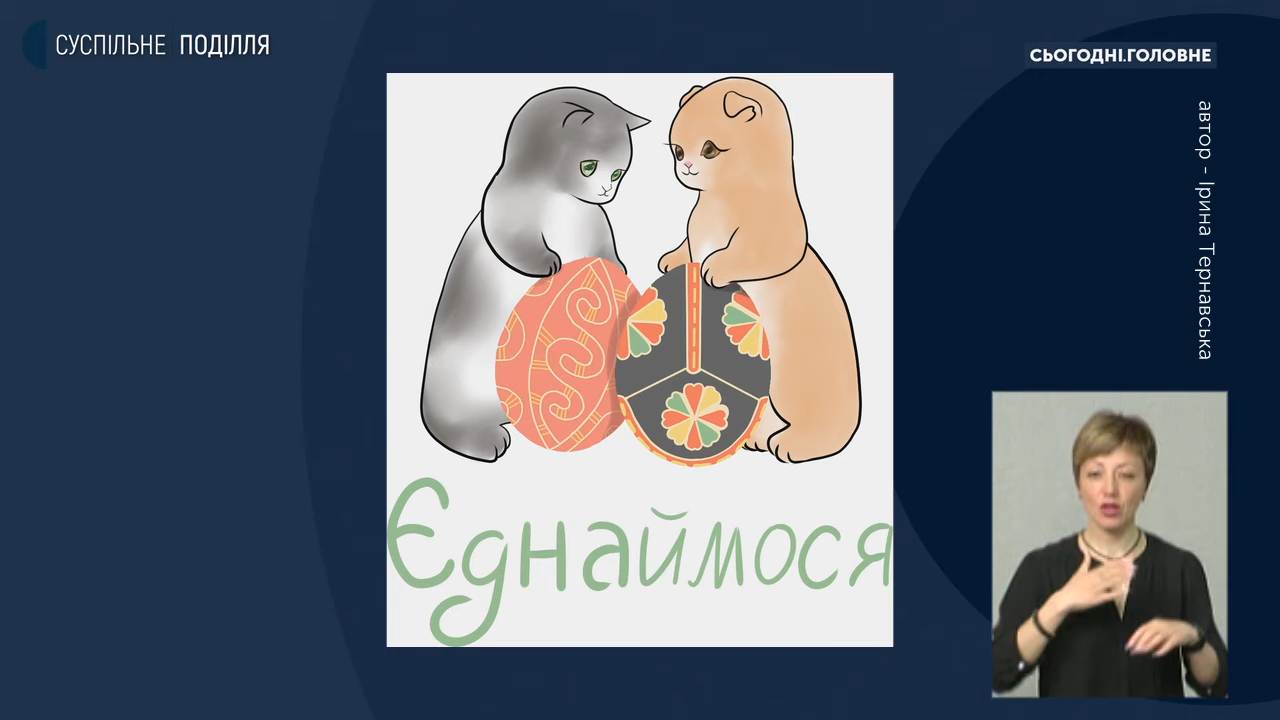 СУСПІЛЬНЕ ПОДІЛЛЯ
СЬОГОДНІ.ГОЛОВНЕ
автор - Ірина Тернавська
Єднаймося